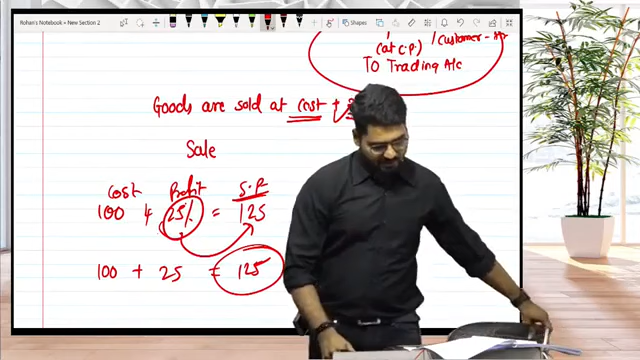 Rohan's Notebook » New Section 2
Shapes
(at C.P.) / Customer - A/c
To Trading A/c
Goods are sold at cost +
Sale
Cost Profit S.P
100 + 25% = 125
100 + 25 = 125